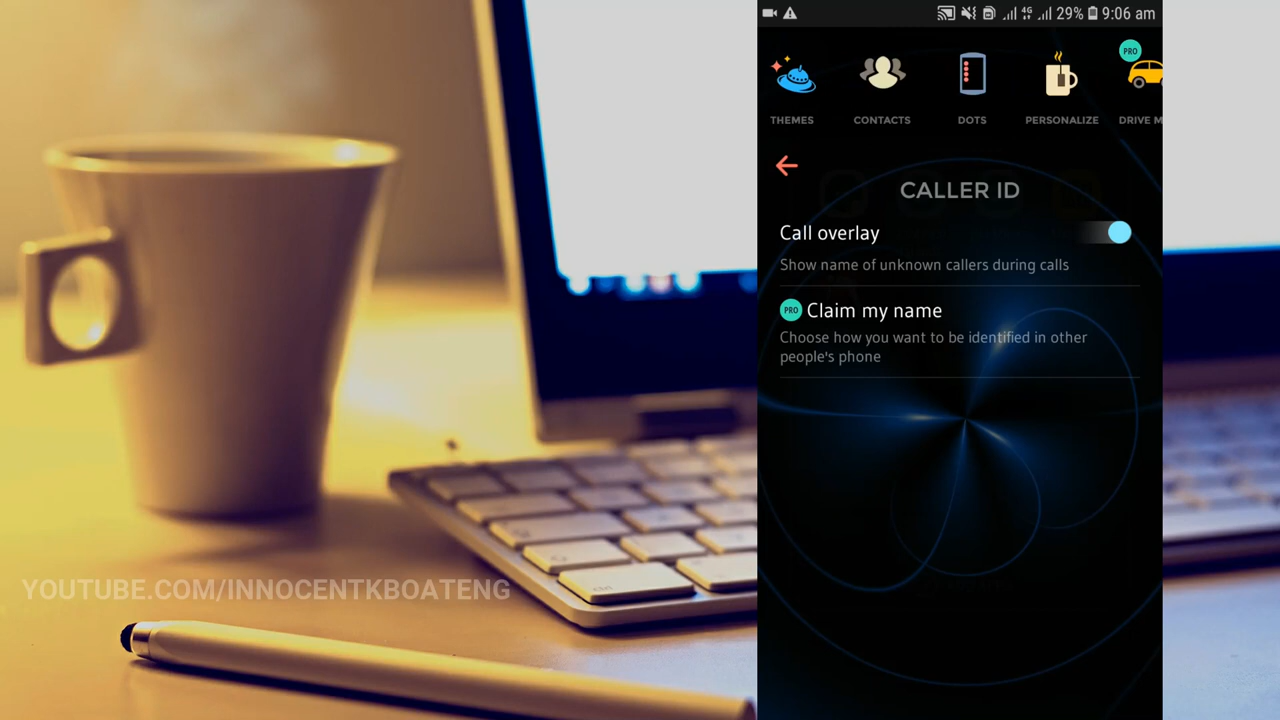 29% 9:06 am
4G
PRO
THEMES CONTACTS DOTS PERSONALIZE DRIVE M
CALLER ID
Call overlay
Show name of unknown callers during calls
PRO Claim my name
Choose how you want to be identified in other
people's phone
YOUTUBE.COM/INNOCENTKBOATENG